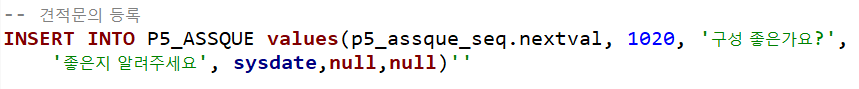 -- 견적문의 등록
INSERT INTO P5_ASSQUE values(p5_assque_seq.nextval, 1020, '구성 좋은가요?',
'좋은지 알려주세요', sysdate,null,null)''